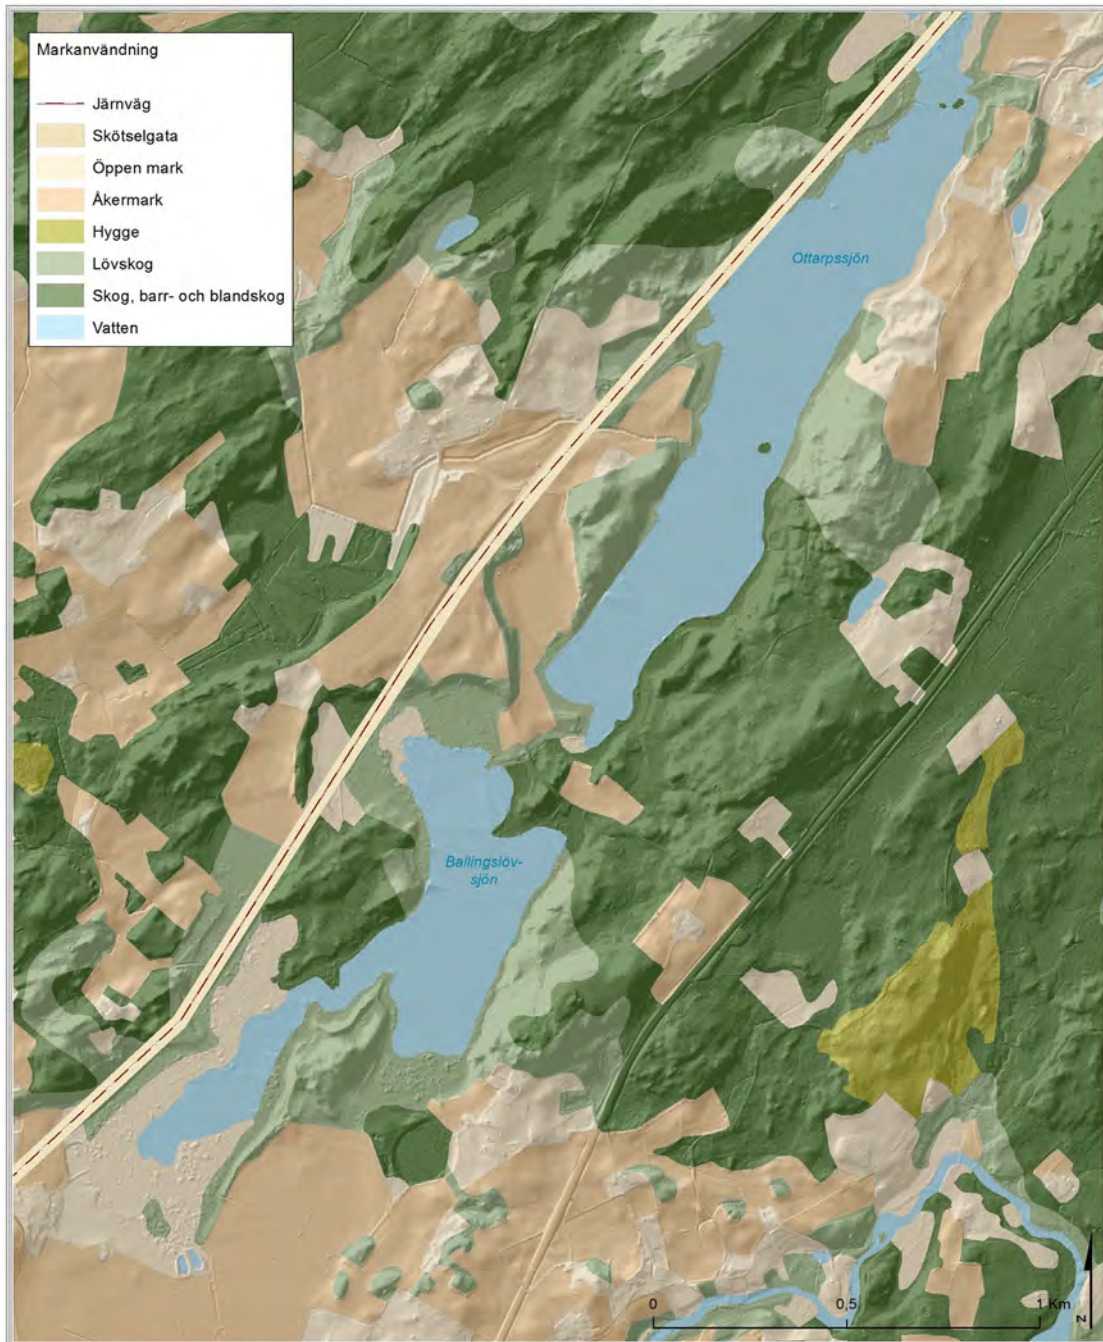 Markanvändning
Järnväg
Skötselgata
Öppen mark
Åkermark
Hygge
Lövskog
Skog, barr- och blandskog
Vatten
Ottarpssjön
Ballingslöv-
sjön
0 0,5 1 Km
N